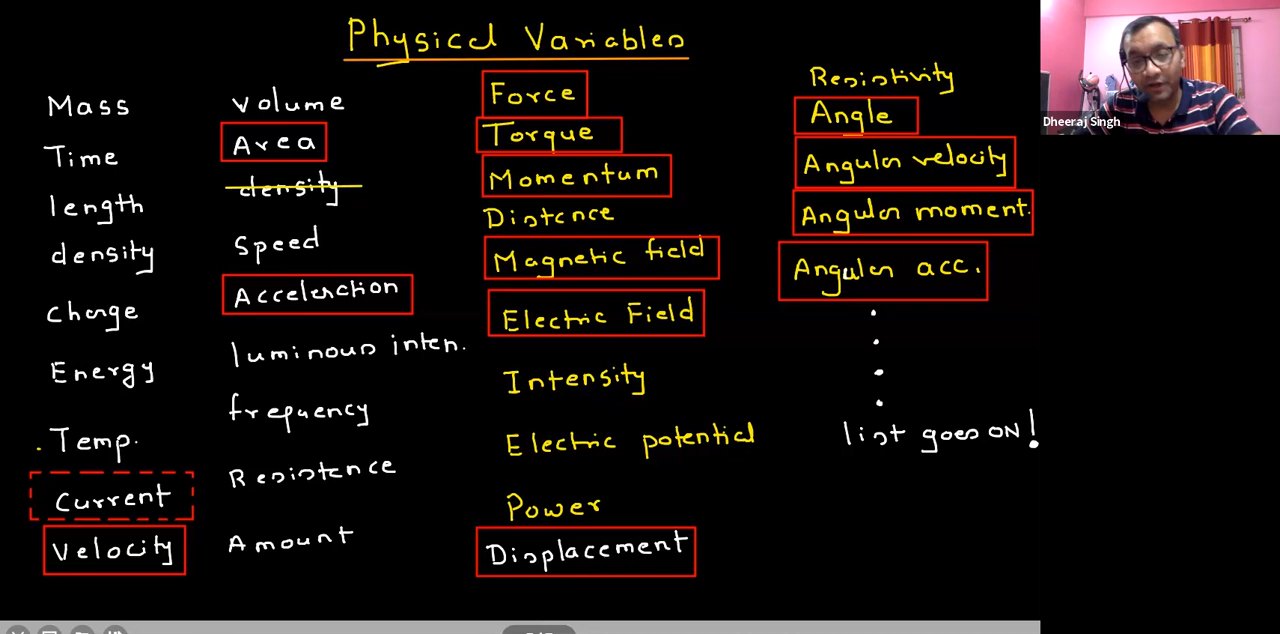 Physical Variables
Mass
Time
length
density
Charge
Energy
Temp.
Current
Velocity
Volume
Area
density
Speed
Acceleraction
luminous inten.
frequency
Resistence
Amount
Force
Torque
Momentum
Distance
Magnetic field
Electric Field
Intensity
Electric potential
Power
Displacement
Resistivity
Angle
Angular velocity
Angular moment.
Angular acc.
list goes ON!
Dheeraj Singh